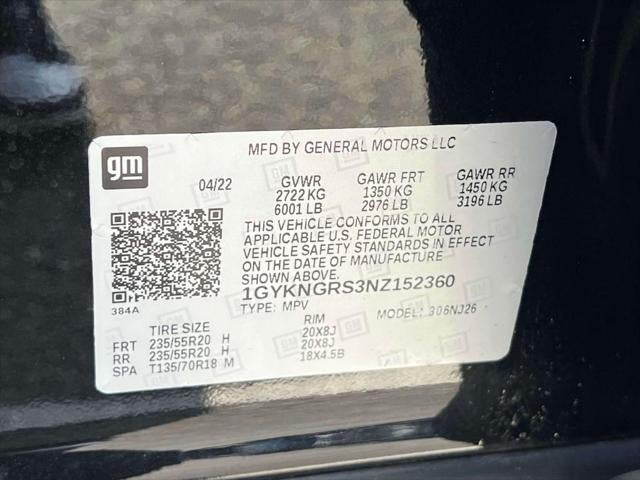 gm
MFD BY GENERAL MOTORS LLC
04/22 GVWR GAWR FRT GAWR RR
2722 KG 1350 KG 1450 KG
6001 LB 2976 LB 3196 LB
THIS VEHICLE CONFORMS TO ALL
APPLICABLE U.S. FEDERAL MOTOR
VEHICLE SAFETY STANDARDS IN EFFECT
ON THE DATE OF MANUFACTURE
SHOWN ABOVE.
1GYKNGRS3NZ152360
384A TYPE: MPV MODEL: 306NJ26
TIRE SIZE RIM
FRT 235/55R20 H 20X8J
RR 235/55R20 H 20X8J
SPA T135/70R18 M 18X4.5B